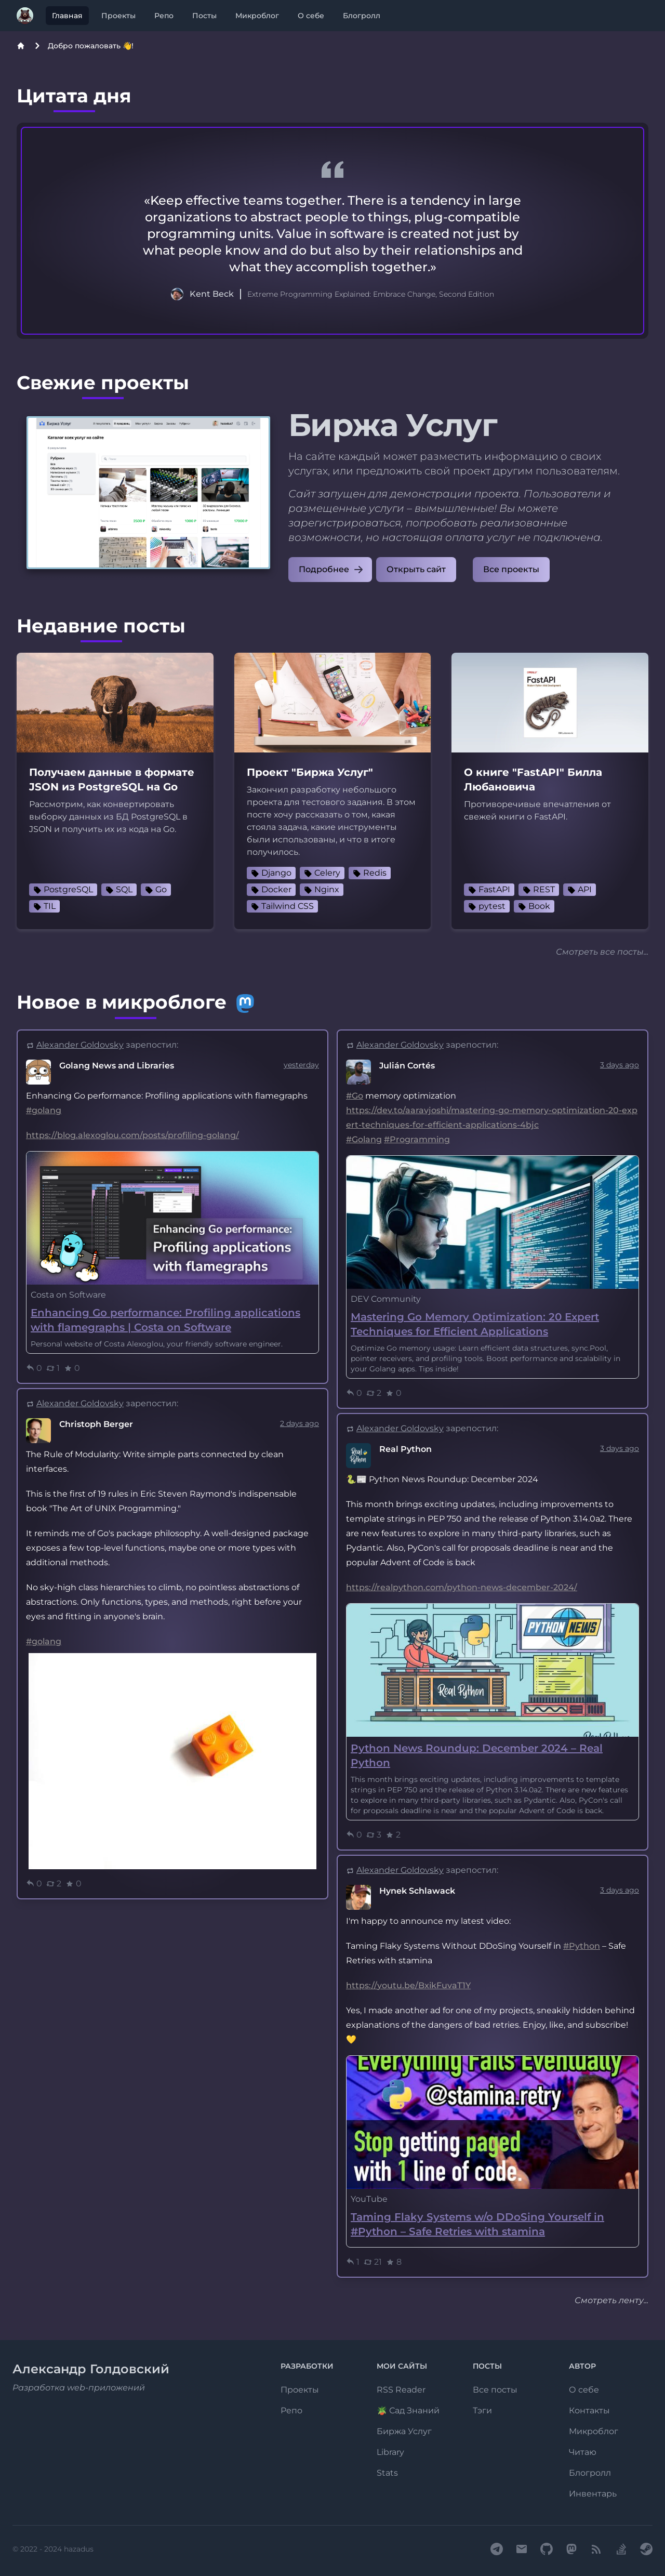 Главная Проекты Репо Посты Микроблог О себе Блогролл
Добро пожаловать 👋!
Цитата дня
«Keep effective teams together. There is a tendency in large
organizations to abstract people to things, plug-compatible
programming units. Value in software is created not just by
what people know and do but also by their relationships and
what they accomplish together.»
Kent Beck Extreme Programming Explained: Embrace Change, Second Edition
Свежие проекты
Биржа Услуг
На сайте каждый может разместить информацию о своих
услугах, или предложить свой проект другим пользователям.
Сайт запущен для демонстрации проекта. Пользователи и
размещенные услуги – вымышленные! Вы можете
зарегистрироваться, попробовать реализованные
возможности, но настоящая оплата услуг не подключена.
Подробнее → Открыть сайт Все проекты
Биржа Услуг
Каталог всех услуг на сайте
Рубрики
Недавние посты
Получаем данные в формате
JSON из PostgreSQL на Go
Рассмотрим, как конвертировать
выборку данных из БД PostgreSQL в
JSON и получить их из кода на Go.
PostgreSQL SQL Go
TIL
Проект "Биржа Услуг"
Закончил разработку небольшого
проекта для тестового задания. В этом
посте хочу рассказать о том, какая
стояла задача, какие инструменты
были использованы, и что в итоге
получилось.
Django Celery Redis
Docker Nginx
Tailwind CSS
FastAPI
О книге "FastAPI" Билла
Любановича
Противоречивые впечатления от
свежей книги о FastAPI.
FastAPI REST API
pytest Book
Смотреть все посты...
Новое в микроблоге
Alexander Goldovsky зарепостил:
Golang News and Libraries yesterday
Enhancing Go performance: Profiling applications with flamegraphs
#golang
https://blog.alexoglou.com/posts/profiling-golang/
Enhancing Go performance:
Profiling applications
with flamegraphs
Costa on Software
Enhancing Go performance: Profiling applications
with flamegraphs | Costa on Software
Personal website of Costa Alexoglou, your friendly software engineer.
0 1 0
Alexander Goldovsky зарепостил:
Christoph Berger 2 days ago
The Rule of Modularity: Write simple parts connected by clean
interfaces.
This is the first of 19 rules in Eric Steven Raymond's indispensable
book "The Art of UNIX Programming."
It reminds me of Go's package philosophy. A well-designed package
exposes a few top-level functions, maybe one or more types with
additional methods.
No sky-high class hierarchies to climb, no pointless abstractions of
abstractions. Only functions, types, and methods, right before your
eyes and fitting in anyone's brain.
#golang
0 2 0
Alexander Goldovsky зарепостил:
Julián Cortés 3 days ago
#Go memory optimization
https://dev.to/aaravjoshi/mastering-go-memory-optimization-20-exp
ert-techniques-for-efficient-applications-4bjc
#Golang #Programming
DEV Community
Mastering Go Memory Optimization: 20 Expert
Techniques for Efficient Applications
Optimize Go memory usage: Learn efficient data structures, sync.Pool,
pointer receivers, and profiling tools. Boost performance and scalability in
your Golang apps. Tips inside!
0 2 0
Alexander Goldovsky зарепостил:
Real Python 3 days ago
🐍📰 Python News Roundup: December 2024
This month brings exciting updates, including improvements to
template strings in PEP 750 and the release of Python 3.14.0a2. There
are new features to explore in many third-party libraries, such as
Pydantic. Also, PyCon's call for proposals deadline is near and the
popular Advent of Code is back
https://realpython.com/python-news-december-2024/
PYTHON NEWS
Real Python
Python News Roundup: December 2024 – Real
Python
This month brings exciting updates, including improvements to template
strings in PEP 750 and the release of Python 3.14.0a2. There are new features
to explore in many third-party libraries, such as Pydantic. Also, PyCon's call
for proposals deadline is near and the popular Advent of Code is back.
0 3 2
Alexander Goldovsky зарепостил:
Hynek Schlawack 3 days ago
I'm happy to announce my latest video:
Taming Flaky Systems Without DDoSing Yourself in #Python – Safe
Retries with stamina
https://youtu.be/BxikFuvaT1Y
Yes, I made another ad for one of my projects, sneakily hidden behind
explanations of the dangers of bad retries. Enjoy, like, and subscribe!
💛
Everything Fails Eventually
@stamina.retry
Stop getting paged
with 1 line of code.
YouTube
Taming Flaky Systems w/o DDoSing Yourself in
#Python – Safe Retries with stamina
1 21 8
Смотреть ленту...
Александр Голдовский
Разработка web-приложений
РАЗРАБОТКИ
Проекты
Репо
МОИ САЙТЫ
RSS Reader
🪴 Сад Знаний
Биржа Услуг
Library
Stats
ПОСТЫ
Все посты
Тэги
АВТОР
О себе
Контакты
Микроблог
Читаю
Блогролл
Инвентарь
© 2022 - 2024 hazadus